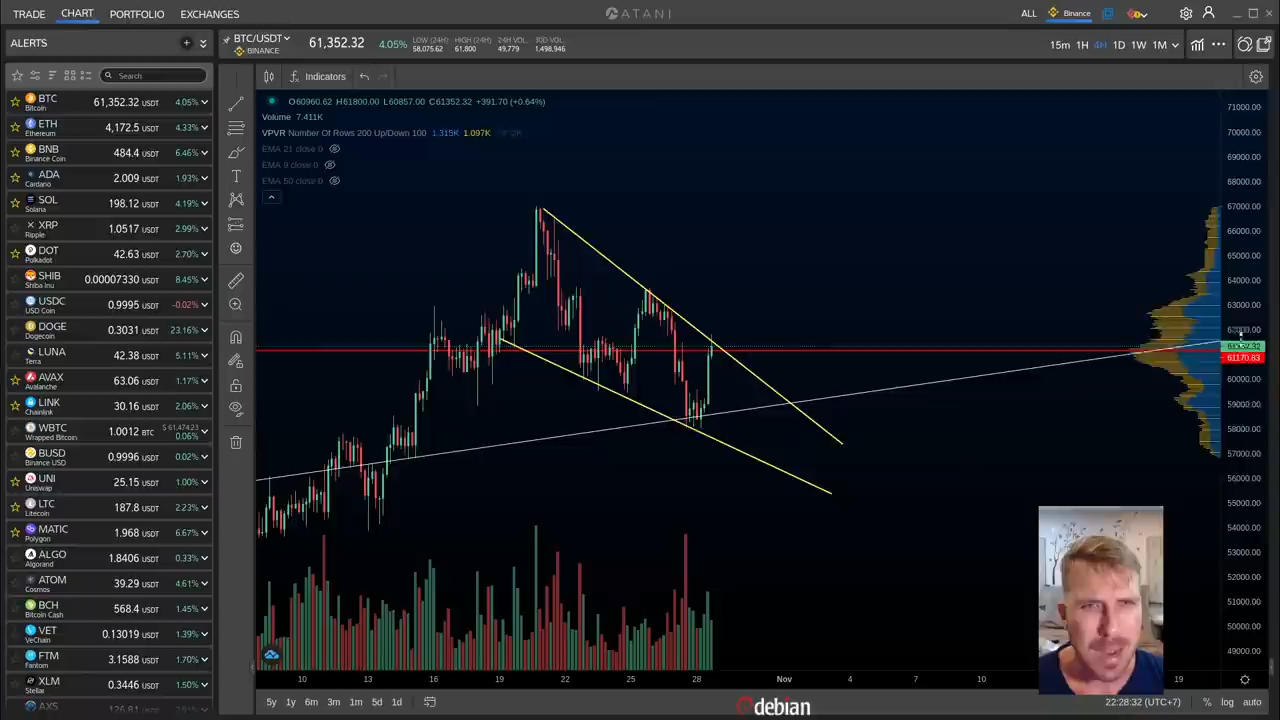 TRADE CHART PORTFOLIO EXCHANGES
ATANI
ALL Binance
ALERTS
BTC/USDT
BINANCE
61,352.32 4.05%
LOW (24H) HIGH (24H) 24H VOL 30D VOL
58,075.62 61,800 49,779 1,498,946
15m 1H 4H 1D 1W 1M
Search
Indicators
BTC 61,352.32 USDT 4.05%
Bitcoin
ETH 4,172.5 USDT 4.33%
Ethereum
BNB 484.4 USDT 6.46%
Binance Coin
ADA 2.009 USDT 1.93%
Cardano
SOL 198.12 USDT 4.19%
Solana
XRP 1.0517 USDT 2.99%
Ripple
DOT 42.63 USDT 2.70%
Polkadot
SHIB 0.00007330 USDT 8.45%
Shiba Inu
USDC 0.9995 USDT -0.02%
USD Coin
DOGE 0.3031 USDT 23.16%
Dogecoin
LUNA 42.38 USDT 5.11%
Terra
AVAX 63.06 USDT 1.17%
Avalanche
LINK 30.16 USDT 2.06%
Chainlink
WBTC 1.0012 BTC $ 61,474.23
Wrapped Bitcoin 0.06%
BUSD 0.9996 USDT 0.02%
Binance USD
UNI 25.15 USDT 1.00%
Uniswap
LTC 187.8 USDT 2.23%
Litecoin
MATIC 1.968 USDT 6.67%
Polygon
ALGO 1.8406 USDT 0.33%
Algorand
ATOM 39.29 USDT 4.61%
Cosmos
BCH 568.4 USDT 1.45%
Bitcoin Cash
VET 0.13019 USDT 1.39%
VeChain
FTM 3.1588 USDT 1.70%
Fantom
XLM 0.3446 USDT 1.50%
Stellar
AXS 126.81 USDT
O60960.62 H61800.00 L60857.00 C61352.32 +391.70 (+0.64%)
Volume 7.411K
VPVR Number Of Rows 200 Up/Down 100 1.315K 1.097K
EMA 21 close 0
EMA 9 close 0
EMA 50 close 0
71000.00
70000.00
69000.00
68000.00
67000.00
66000.00
65000.00
64000.00
63000.00
62000.00
61352.32
61170.83
60000.00
59000.00
58000.00
57000.00
56000.00
55000.00
54000.00
53000.00
52000.00
51000.00
50000.00
49000.00
10 13 16 19 22 25 28 Nov 4 7 10 19
5y 1y 6m 3m 1m 5d 1d
22:28:32 (UTC+7) % log auto
debian